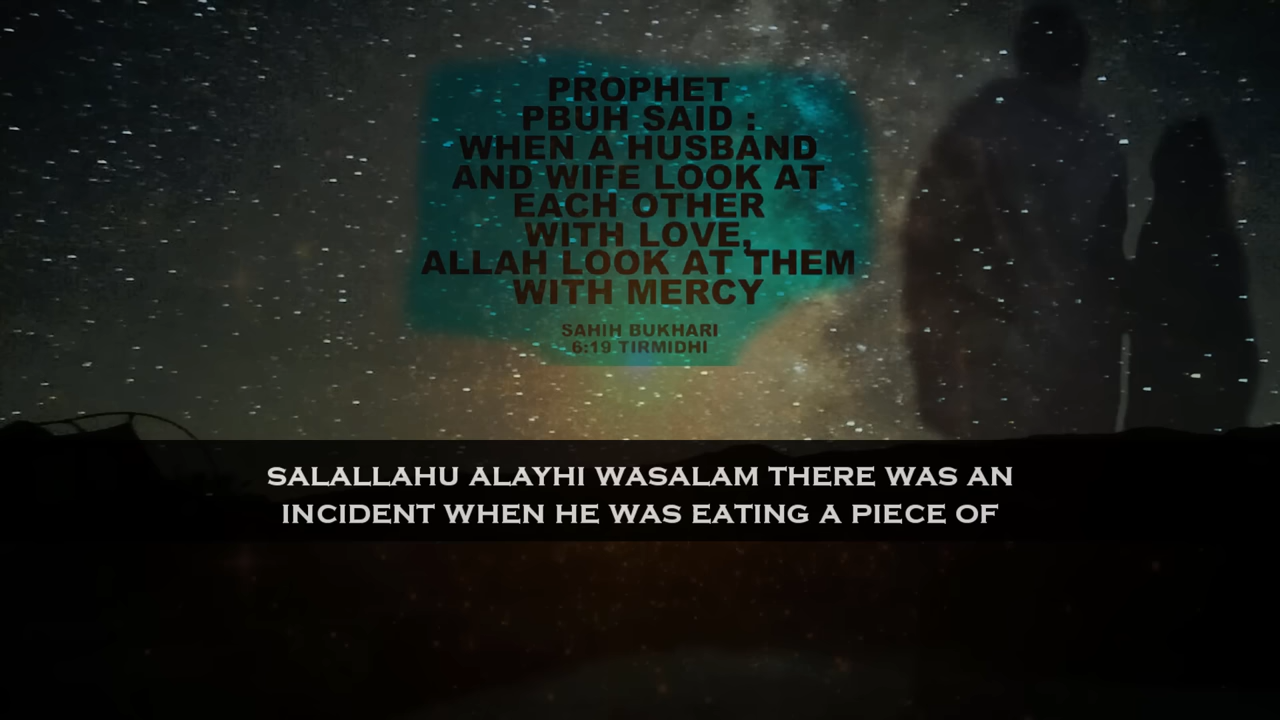 PROPHET
PBUH SAID :
WHEN A HUSBAND
AND WIFE LOOK AT
EACH OTHER
WITH LOVE,
ALLAH LOOK AT THEM
WITH MERCY
SAHIH BUKHARI
6:19 TIRMIDHI
SALALLAHU ALAYHI WASALAM THERE WAS AN
INCIDENT WHEN HE WAS EATING A PIECE OF